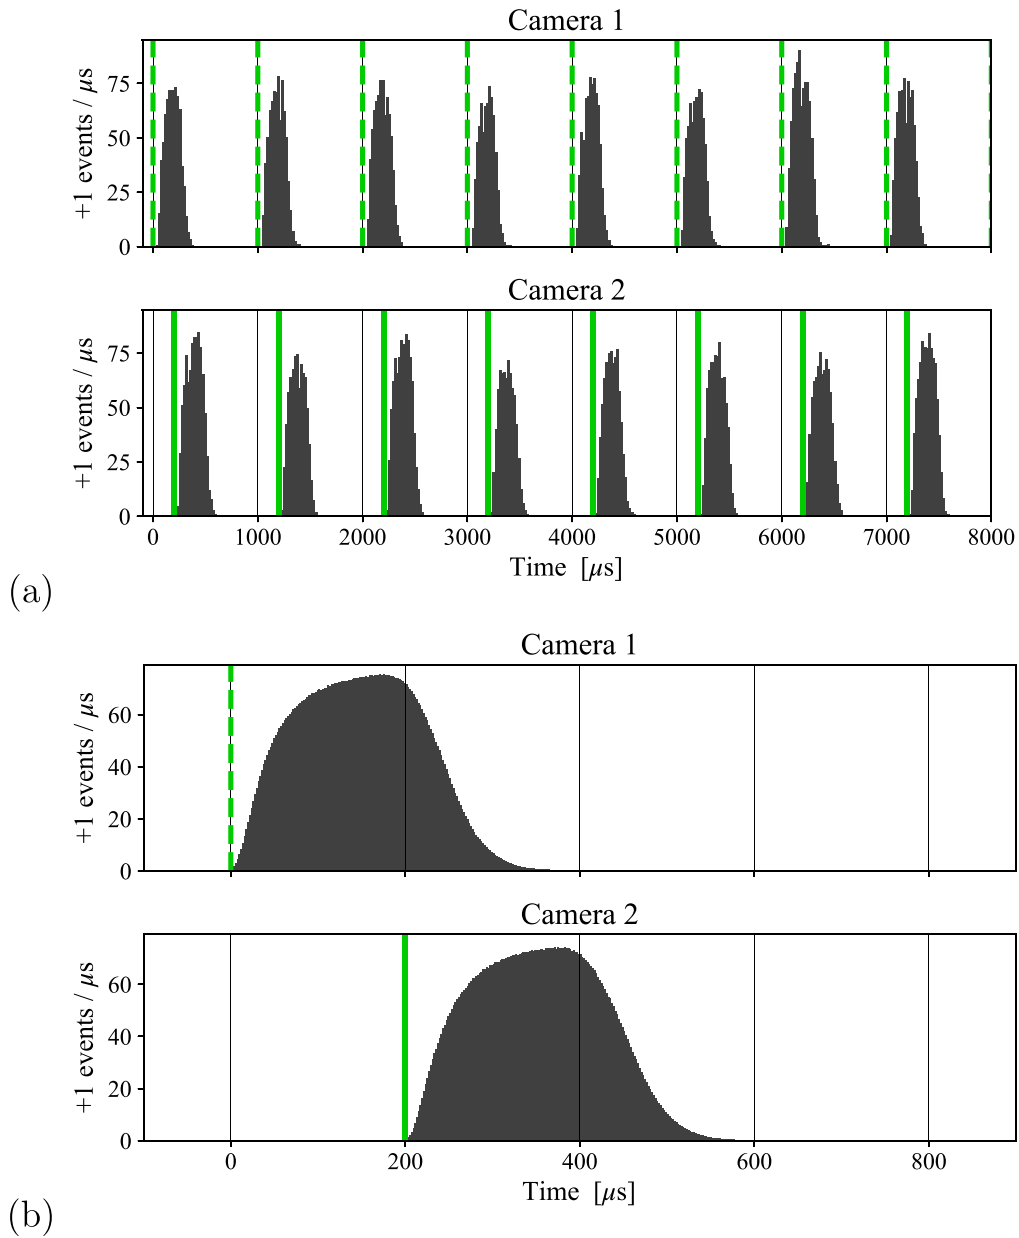 Camera 1
+1 events / μs
75
50
25
0
Camera 2
+1 events / μs
75
50
25
0
0 1000 2000 3000 4000 5000 6000 7000 8000
Time [μs]
(a)
Camera 1
+1 events / μs
60
40
20
0
Camera 2
+1 events / μs
60
40
20
0
0 200 400 600 800
Time [μs]
(b)